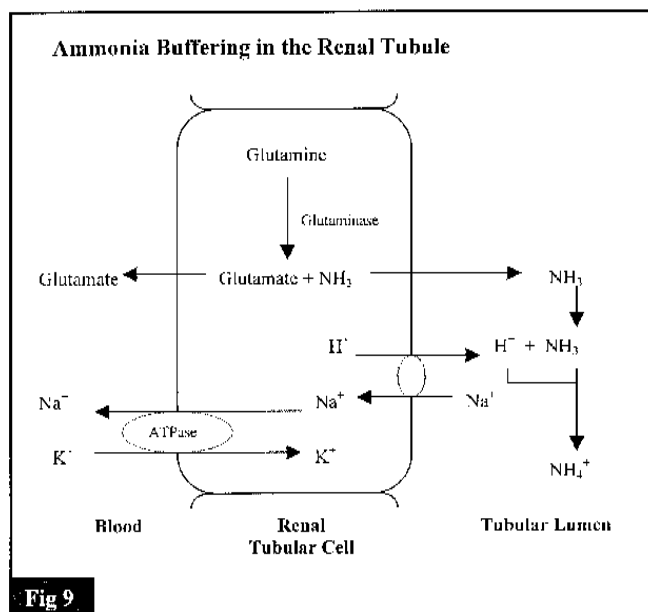 Ammonia Buffering in the Renal Tubule
Glutamine
Glutaminase
Glutamate
Glutamate + NH₃
NH₃
H⁺
H⁻ + NH₃
Na⁻
Na⁺
Na⁺
ATPase
K⁺
K⁺
NH₄⁺
Blood
Renal
Tubular Cell
Tubular Lumen
Fig 9